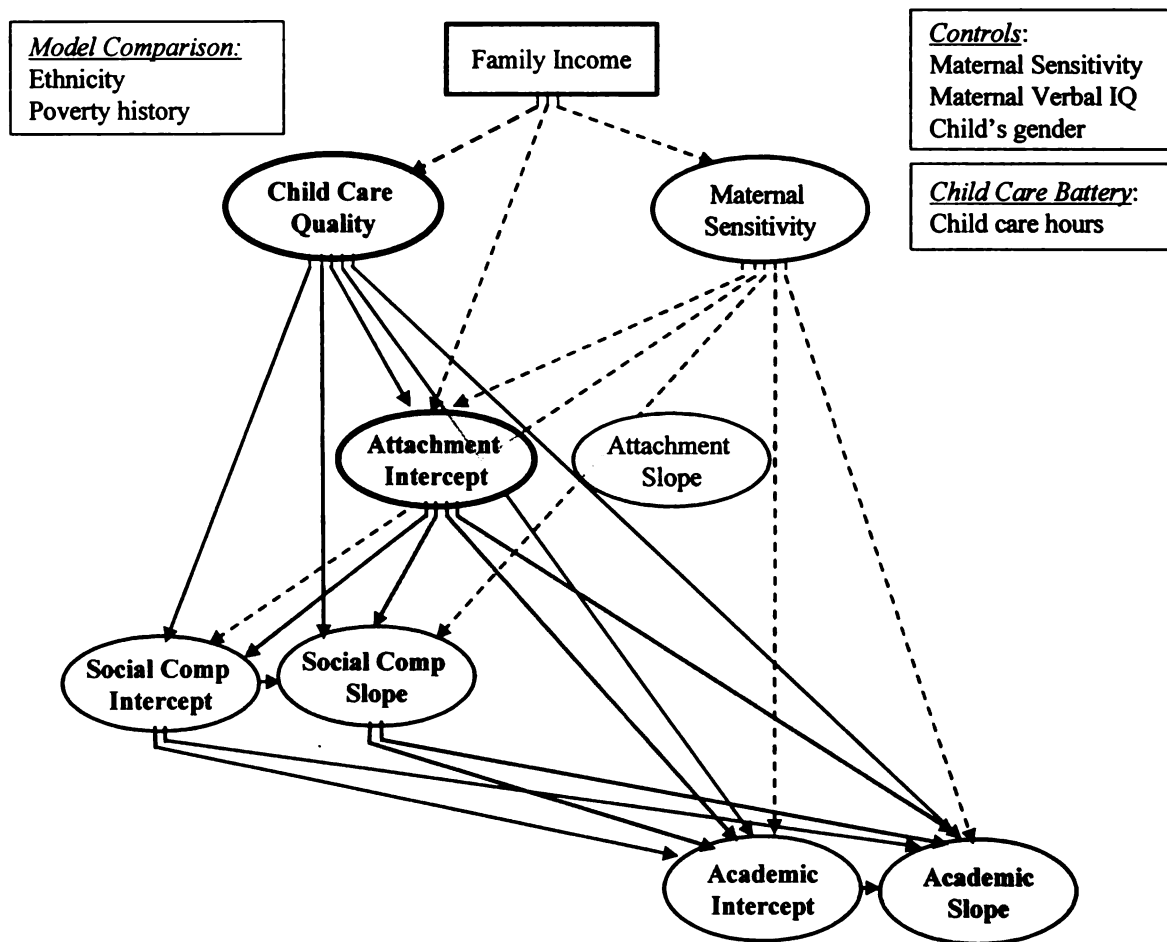 Model Comparison:
Ethnicity
Poverty history
Family Income
Controls:
Maternal Sensitivity
Maternal Verbal IQ
Child's gender
Child Care Battery:
Child care hours
Child Care
Quality
Maternal
Sensitivity
Attachment
Intercept
Attachment
Slope
Social Comp
Intercept
Social Comp
Slope
Academic
Intercept
Academic
Slope